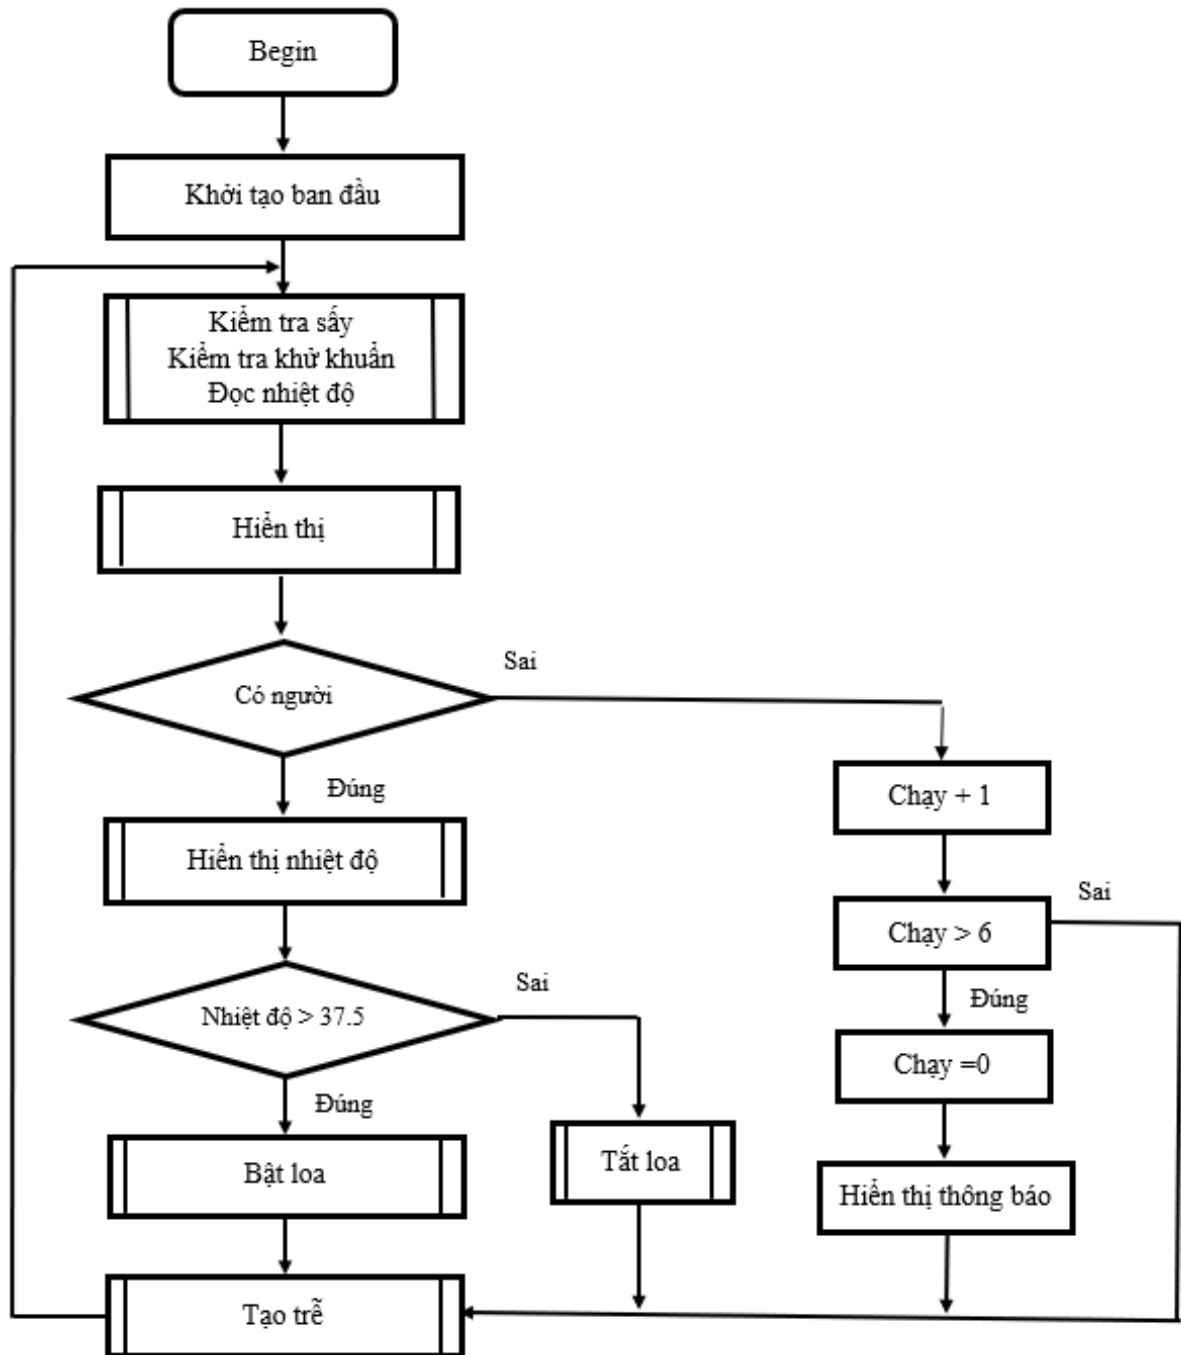 Begin
Khởi tạo ban đầu
Kiểm tra sấy
Kiểm tra khử khuẩn
Đọc nhiệt độ
Hiển thị
Có người
Sai
Đúng
Chạy + 1
Hiển thị nhiệt độ
Chạy > 6
Sai
Nhiệt độ > 37.5
Sai
Đúng
Đúng
Chạy =0
Bật loa
Tắt loa
Hiển thị thông báo
Tạo trễ